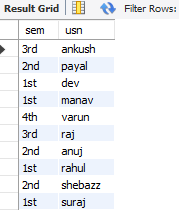 Result Grid Filter Rows:
sem usn
3rd ankush
2nd payal
1st dev
1st manav
4th varun
3rd raj
2nd anuj
1st rahul
2nd shebazz
1st suraj